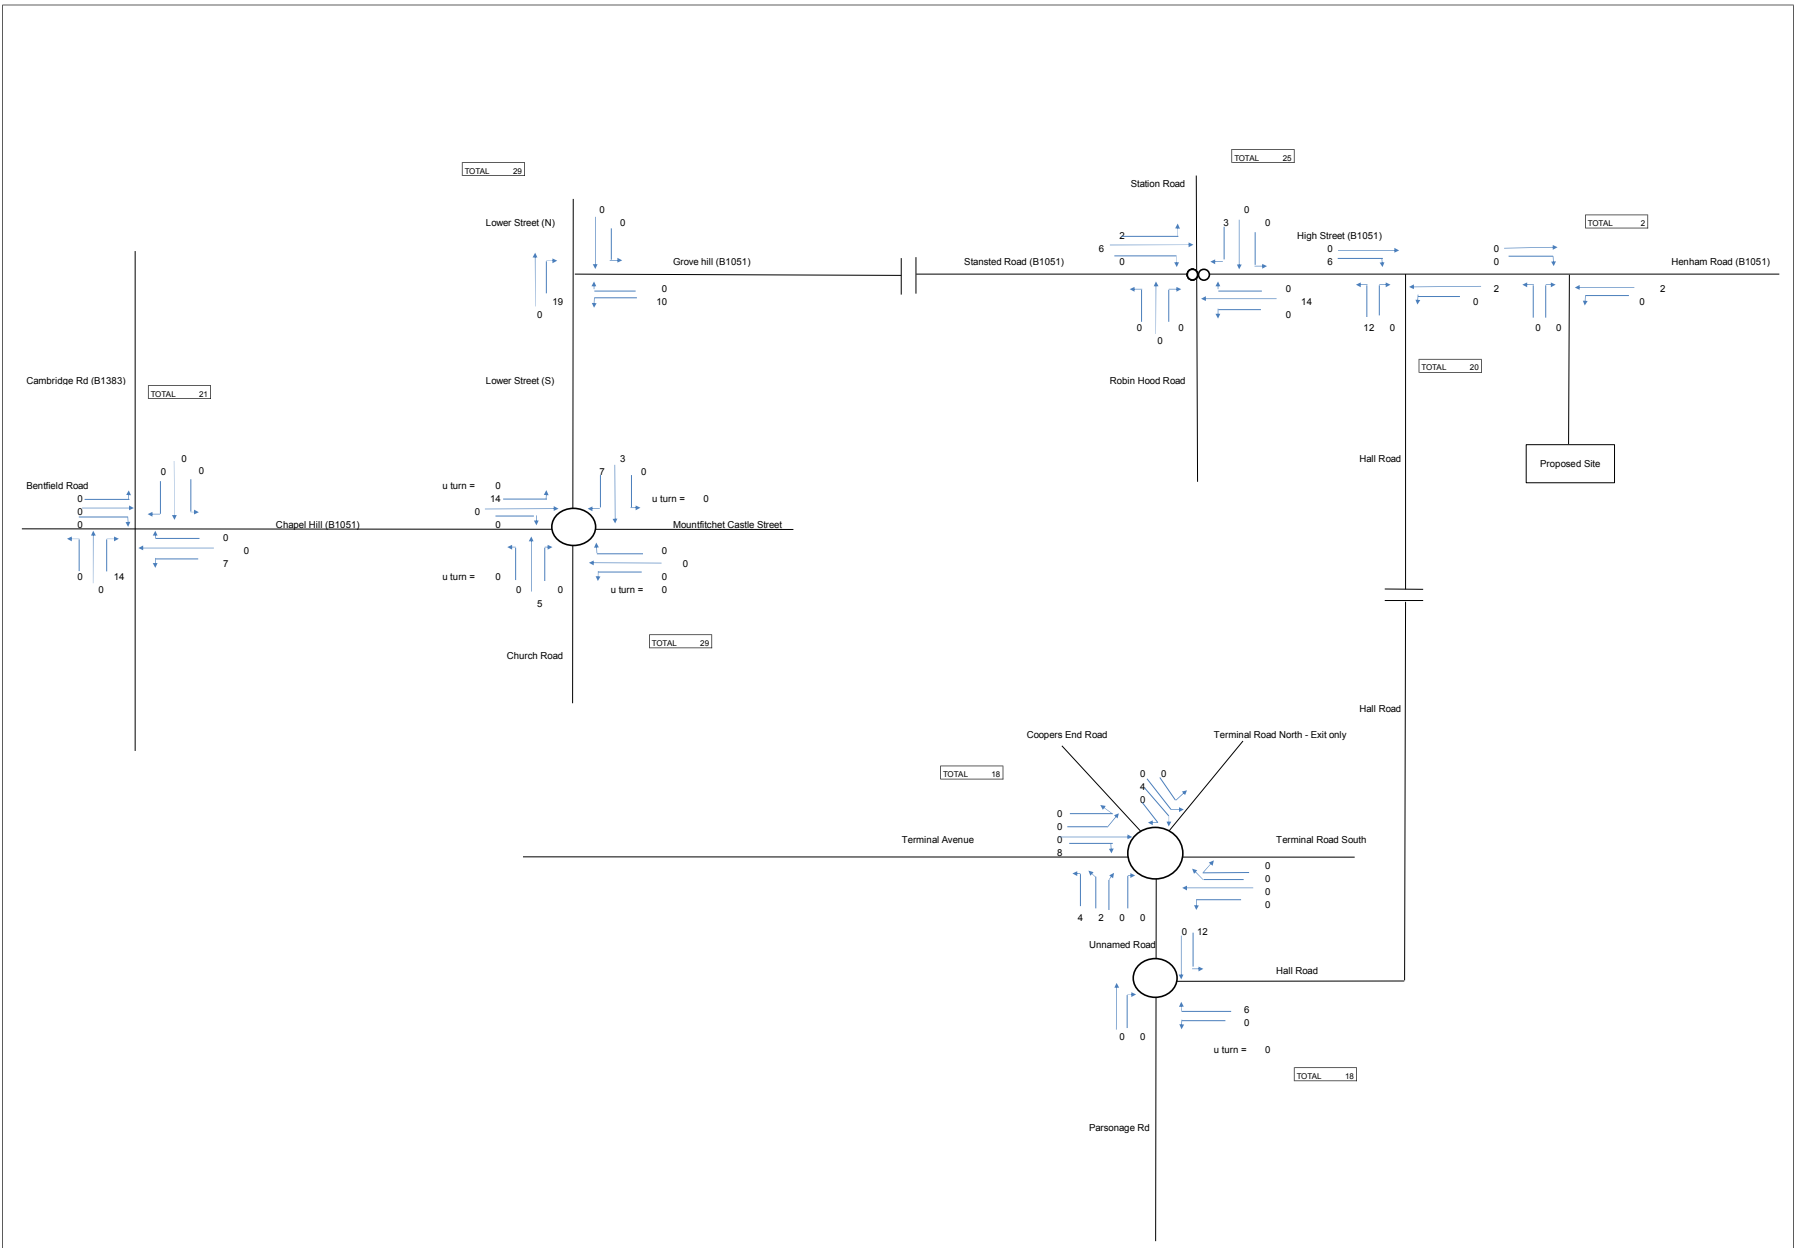 TOTAL 25
TOTAL 29
Station Road
Lower Street (N)
0
0
0
3
0
TOTAL 2
2
6
0
High Street (B1051)
0
6
0
0
Grove hill (B1051)
Stansted Road (B1051)
Henham Road (B1051)
19
0
0
10
0
0
0
0
14
0
12 0
2
0
0 0
2
0
Cambridge Rd (B1383)
TOTAL 21
Lower Street (S)
Robin Hood Road
TOTAL 20
Hall Road
Proposed Site
Bentfield Road
0
0
0
0
0
0
u turn = 0
14
0
0
7
3
0
u turn = 0
Chapel Hill (B1051)
Mountfitchet Castle Street
0
0
7
0 14
0
u turn = 0
0 0
5
0
0
0
u turn = 0
TOTAL 29
Church Road
Hall Road
Coopers End Road
Terminal Road North - Exit only
TOTAL 18
0 0
4
0
0
0
0
8
Terminal Avenue
Terminal Road South
0
0
0
0
4 2 0 0
0 12
Unnamed Road
Hall Road
6
0
0 0
u turn = 0
TOTAL 18
Parsonage Rd